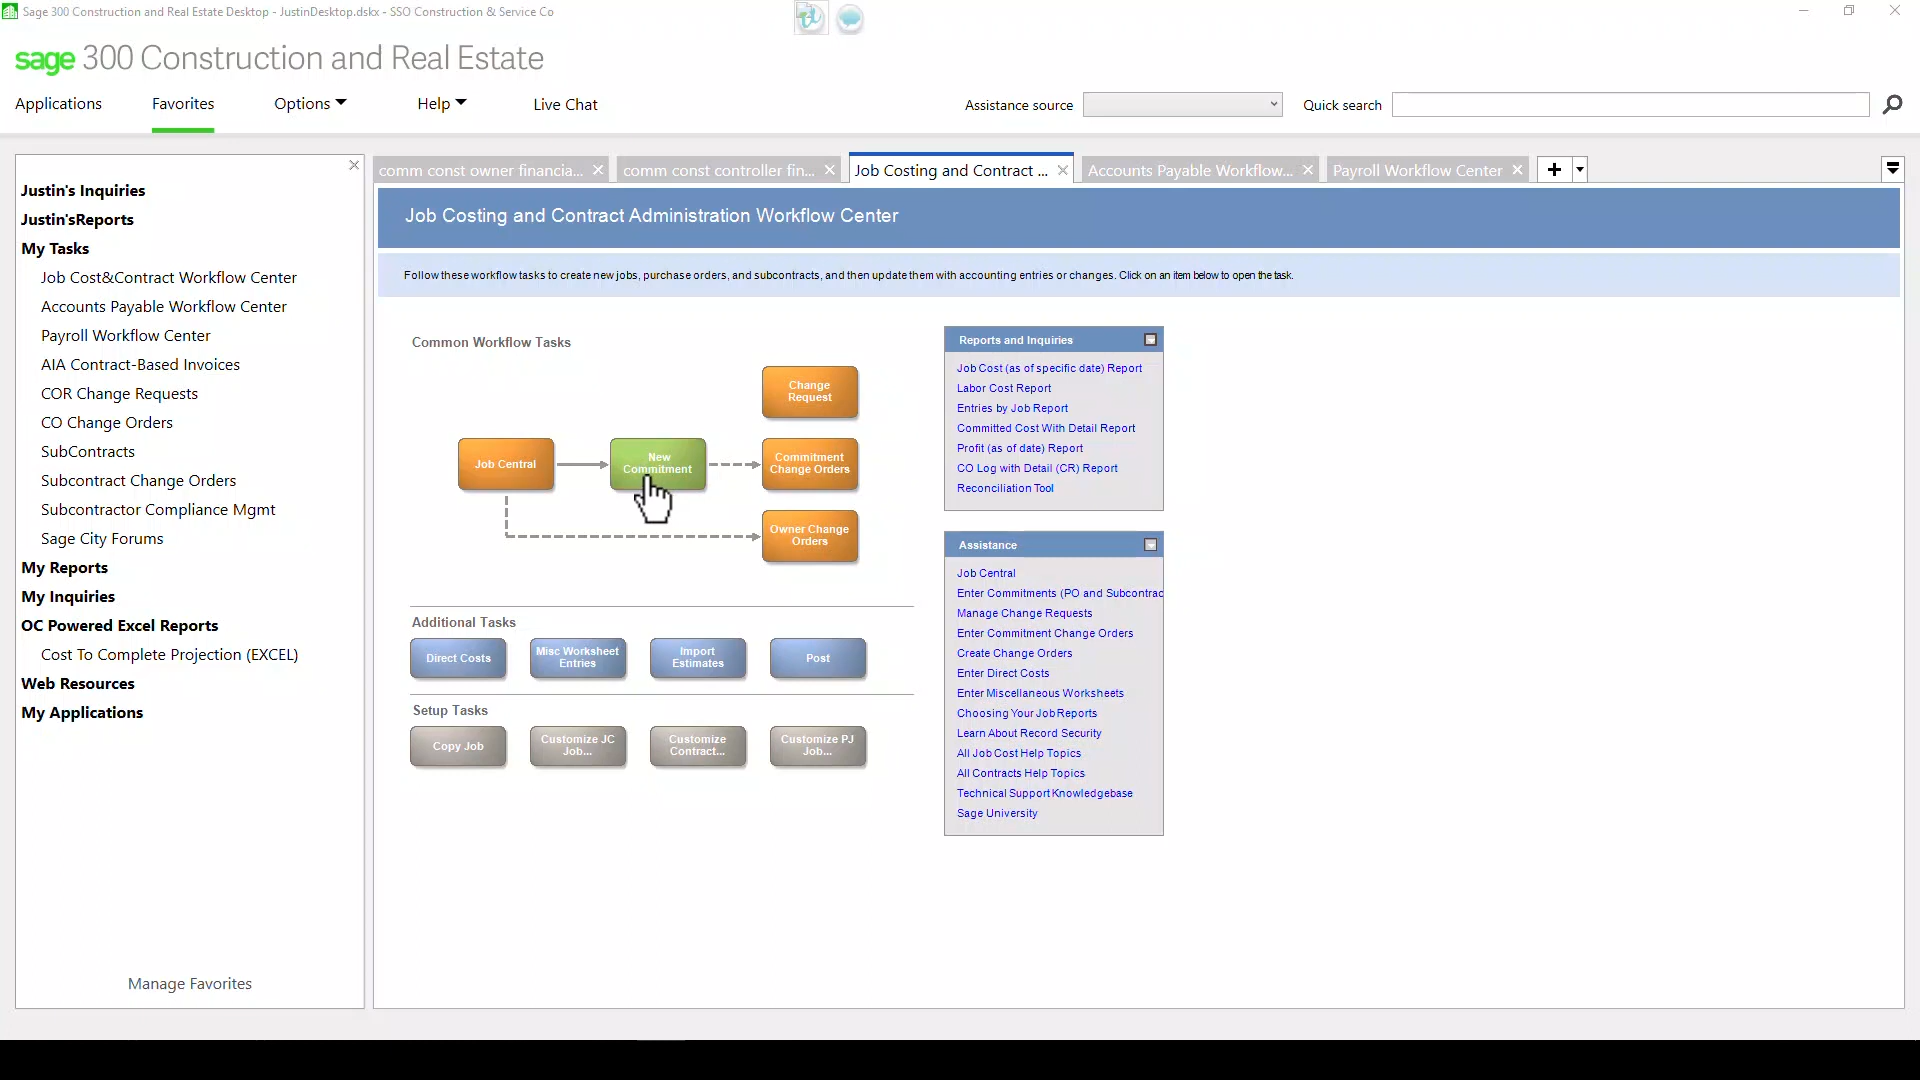 Sage 300 Construction and Real Estate Desktop - JustinDesktop.dskx - SSO Construction & Service Co
sage 300 Construction and Real Estate
Applications
Favorites
Options
Help
Live Chat
Assistance source
Quick search
Justin's Inquiries
Justin'sReports
My Tasks
Job Cost&Contract Workflow Center
Accounts Payable Workflow Center
Payroll Workflow Center
AIA Contract-Based Invoices
COR Change Requests
CO Change Orders
SubContracts
Subcontract Change Orders
Subcontractor Compliance Mgmt
Sage City Forums
My Reports
My Inquiries
OC Powered Excel Reports
Cost To Complete Projection (EXCEL)
Web Resources
My Applications
Manage Favorites
comm const owner financia...
comm const controller fin...
Job Costing and Contract ...
Accounts Payable Workflow...
Payroll Workflow Center
Job Costing and Contract Administration Workflow Center
Follow these workflow tasks to create new jobs, purchase orders, and subcontracts, and then update them with accounting entries or changes. Click on an item below to open the task.
Common Workflow Tasks
Change
Request
Job Central
New
Commitment
Commitment
Change Orders
Owner Change
Orders
Additional Tasks
Direct Costs
Misc Worksheet
Entries
Import
Estimates
Post
Setup Tasks
Copy Job
Customize JC
Job...
Customize
Contract...
Customize PJ
Job...
Reports and Inquiries
Job Cost (as of specific date) Report
Labor Cost Report
Entries by Job Report
Committed Cost With Detail Report
Profit (as of date) Report
CO Log with Detail (CR) Report
Reconciliation Tool
Assistance
Job Central
Enter Commitments (PO and Subcontrac
Manage Change Requests
Enter Commitment Change Orders
Create Change Orders
Enter Direct Costs
Enter Miscellaneous Worksheets
Choosing Your Job Reports
Learn About Record Security
All Job Cost Help Topics
All Contracts Help Topics
Technical Support Knowledgebase
Sage University